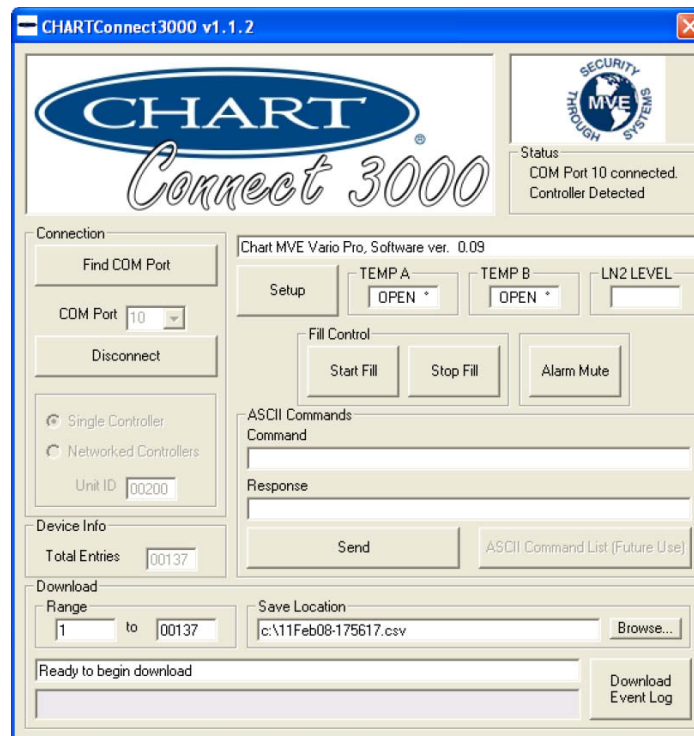 CHARTConnect3000 v1.1.2
CHART
®
Connect 3000
SECURITY
THROUGH
SYSTEMS
MVE
Status
COM Port 10 connected.
Controller Detected
Connection
Find COM Port
COM Port 10
Disconnect
Single Controller
Networked Controllers
Unit ID 00200
Chart MVE Vario Pro, Software ver. 0.09
Setup
TEMP A
OPEN °
TEMP B
OPEN °
LN2 LEVEL
Fill Control
Start Fill
Stop Fill
Alarm Mute
ASCII Commands
Command
Response
Send
ASCII Command List (Future Use)
Device Info
Total Entries 00137
Download
Range
1 to 00137
Save Location
c:\11Feb08-175617.csv
Browse...
Ready to begin download
Download
Event Log